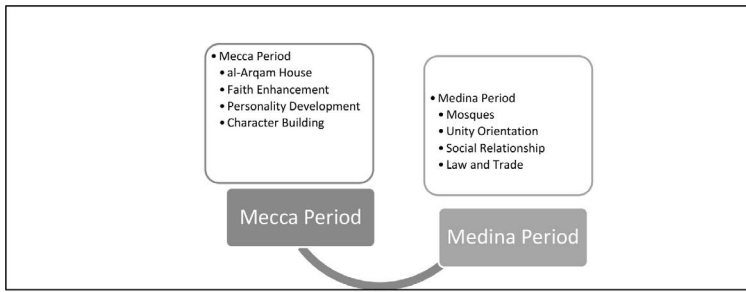 • Mecca Period
• al-Arqam House
• Faith Enhancement
• Personality Development
• Character Building
Mecca Period
• Medina Period
• Mosques
• Unity Orientation
• Social Relationship
• Law and Trade
Medina Period